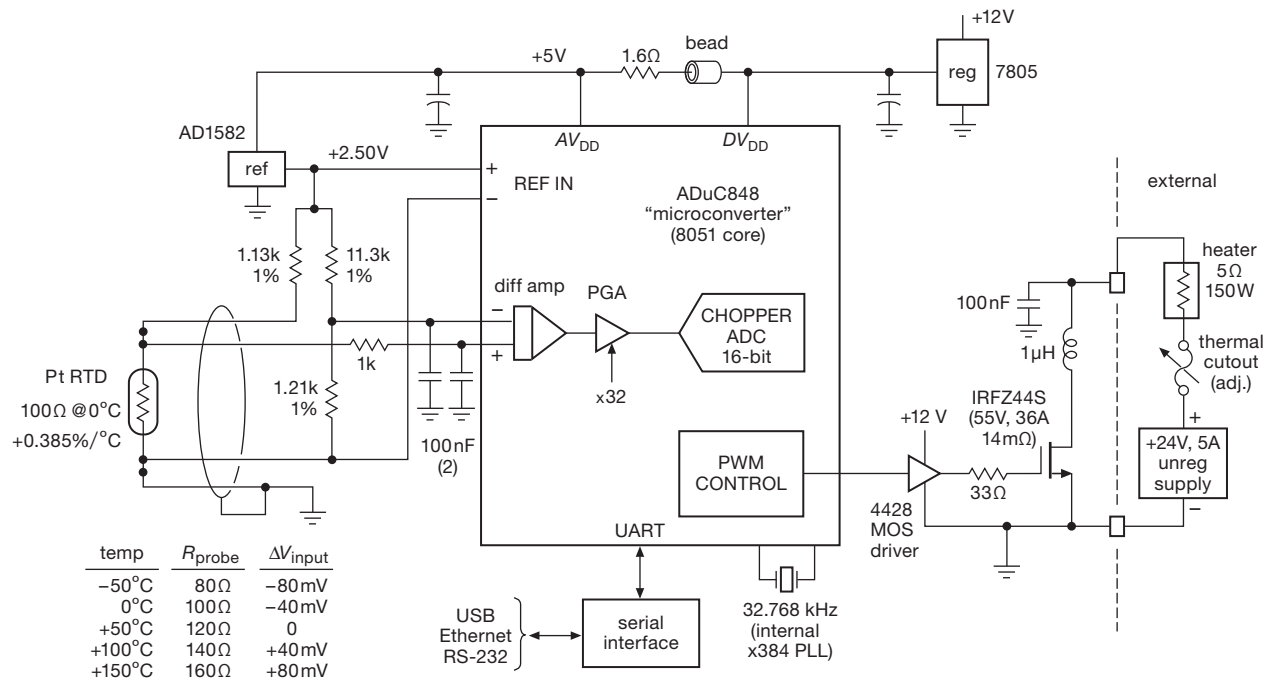 +12V
reg
7805
+5V
1.6Ω
bead
AD1582
ref
+2.50V
AVDD
DVDD
+
−
REF IN
ADuC848
“microconverter”
(8051 core)
external
1.13k
1%
11.3k
1%
heater
5Ω
150W
diff amp
PGA
−
+
x32
CHOPPER
ADC
16-bit
100nF
1μH
thermal
cutout
(adj.)
1k
Pt RTD
100Ω @0°C
+0.385%/°C
1.21k
1%
100nF
(2)
PWM
CONTROL
+12 V
33Ω
4428
MOS
driver
IRFZ44S
(55V, 36A
14mΩ)
+
+24V, 5A
unreg
supply
−
UART
32.768 kHz
(internal
x384 PLL)
serial
interface
USB
Ethernet
RS-232
temp Rprobe ΔVinput
−50°C 80Ω −80mV
0°C 100Ω −40mV
+50°C 120Ω 0
+100°C 140Ω +40mV
+150°C 160Ω +80mV